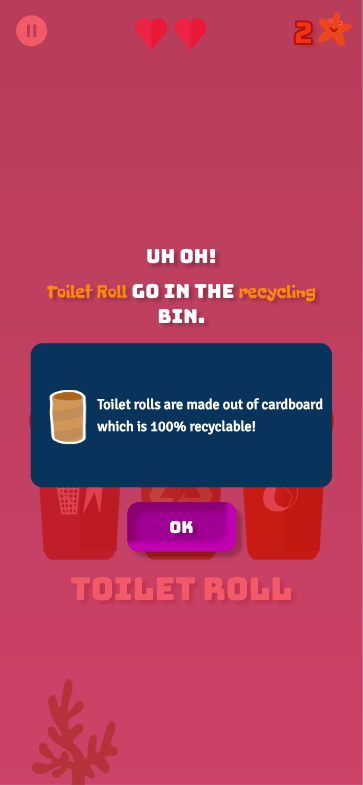 2
UH OH!
Toilet Roll GO IN THE recycling
BIN.
Toilet rolls are made out of cardboard
which is 100% recyclable!
OK
TOILET ROLL